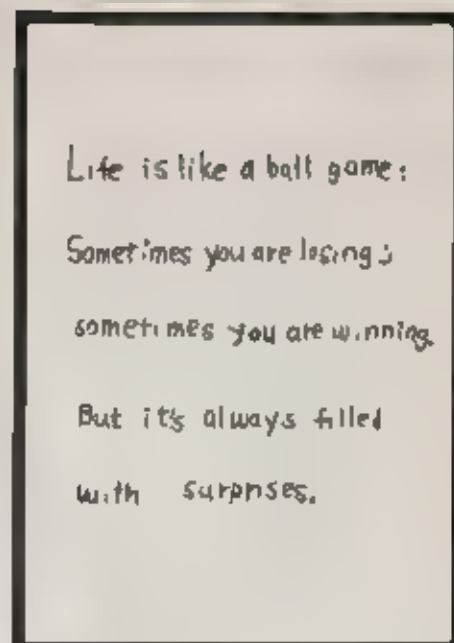 Life is like a ball game:
Sometimes you are losing;
sometimes you are winning.
But it's always filled
with surprises.